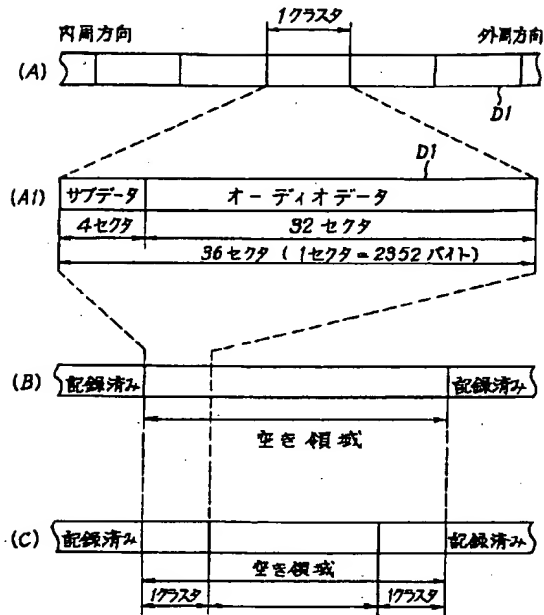 1クラスタ
内周方向
外周方向
(A)
D1
D1
(A1)
サブデータ
オーディオデータ
4セクタ
32セクタ
36セクタ (1セクタ=2352バイト)
(B)
記録済み
記録済み
空き領域
(C)
記録済み
記録済み
空き領域
1クラスタ
1クラスタ